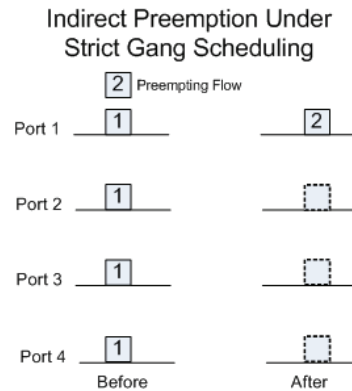 Indirect Preemption Under
Strict Gang Scheduling
2 Preempting Flow
Port 1 1 2
Port 2 1
Port 3 1
Port 4 1
Before After